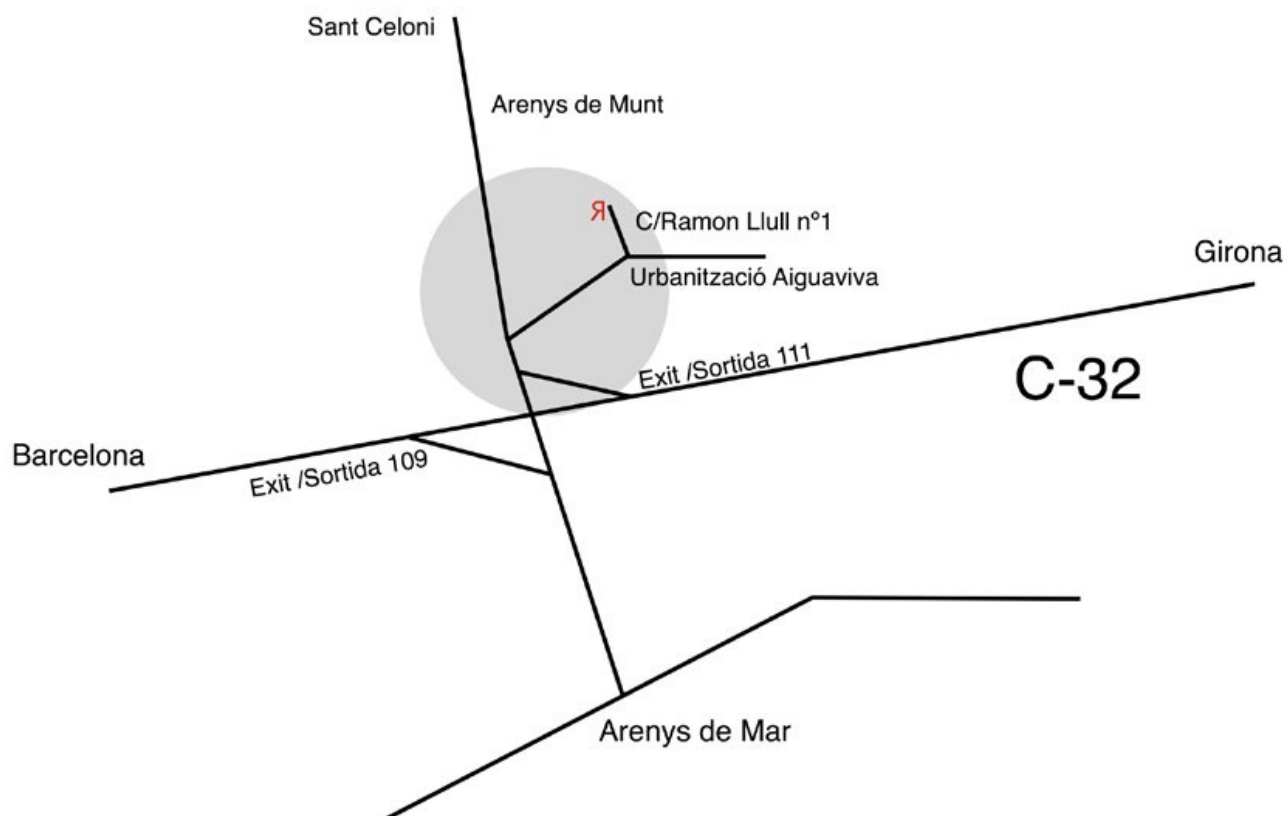 Sant Celoni
Arenys de Munt
Я
C/Ramon Llull nº1
Urbanització Aiguaviva
Girona
Exit /Sortida 111
C-32
Barcelona
Exit /Sortida 109
Arenys de Mar